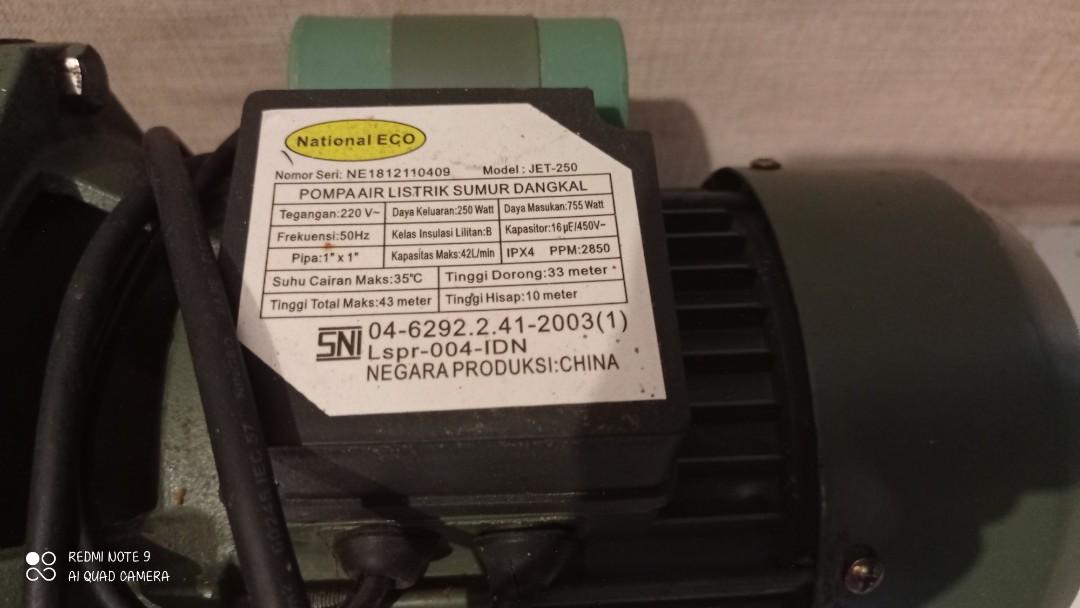 National ECO
Nomor Seri: NE1812110409 Model : JET-250
POMPA AIR LISTRIK SUMUR DANGKAL
Tegangan:220 V~ Daya Keluaran:250 Watt Daya Masukan:755 Watt
Frekuensi:50Hz Kelas Insulasi Lilitan:B Kapasitor:16 µF/450V~
Pipa:1" x 1" Kapasitas Maks:42L/min IPX4 PPM:2850
Suhu Cairan Maks:35°C Tinggi Dorong:33 meter
Tinggi Total Maks:43 meter Tinggi Hisap:10 meter
SNI 04-6292.2.41-2003(1)
Lspr-004-IDN
NEGARA PRODUKSI:CHINA
REDMI NOTE 9
AI QUAD CAMERA